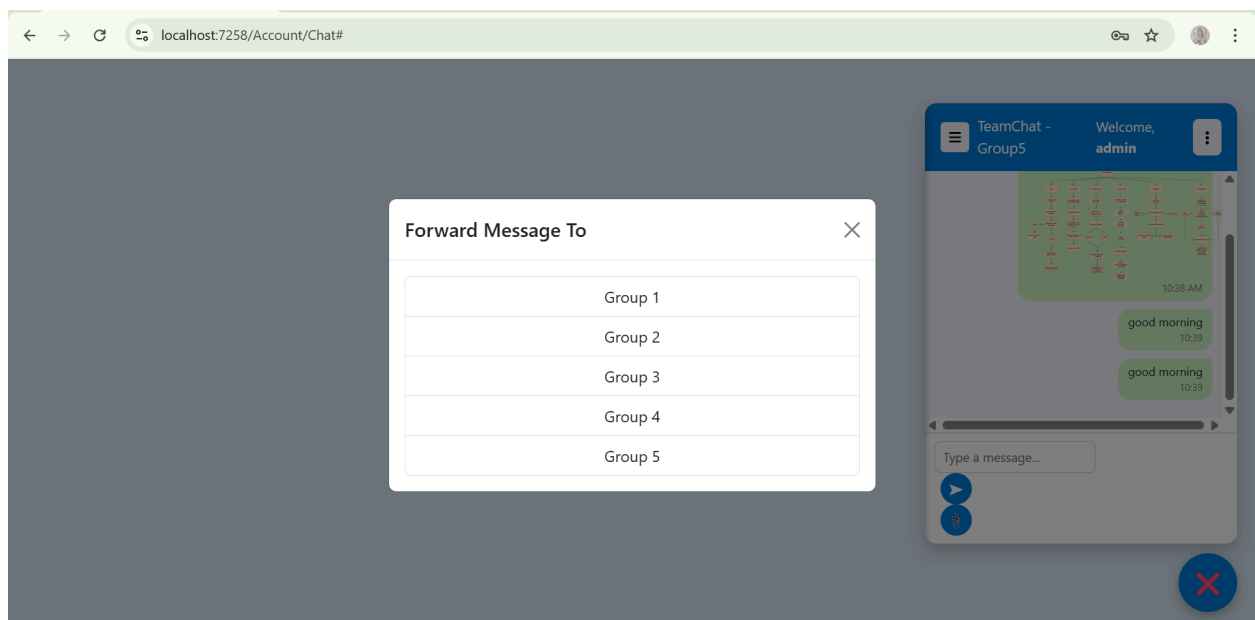 localhost:7258/Account/Chat#
TeamChat -
Group5
Welcome,
admin
10:38 AM
good morning
10:39
good morning
10:39
Type a message...
Forward Message To
Group 1
Group 2
Group 3
Group 4
Group 5